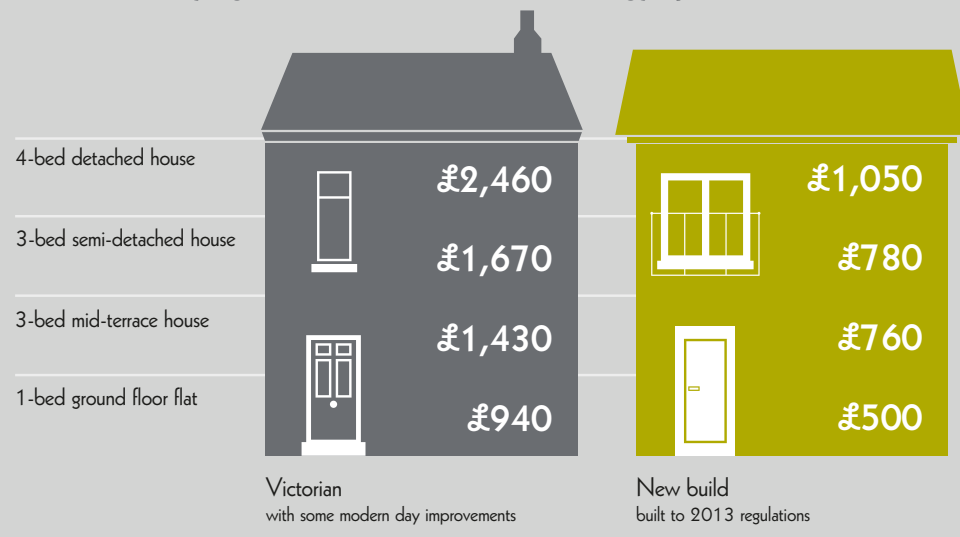 4-bed detached house
£2,460
£1,050
3-bed semi-detached house
£1,670
£780
3-bed mid-terrace house
£1,430
£760
1-bed ground floor flat
£940
£500
Victorian
with some modern day improvements
New build
built to 2013 regulations